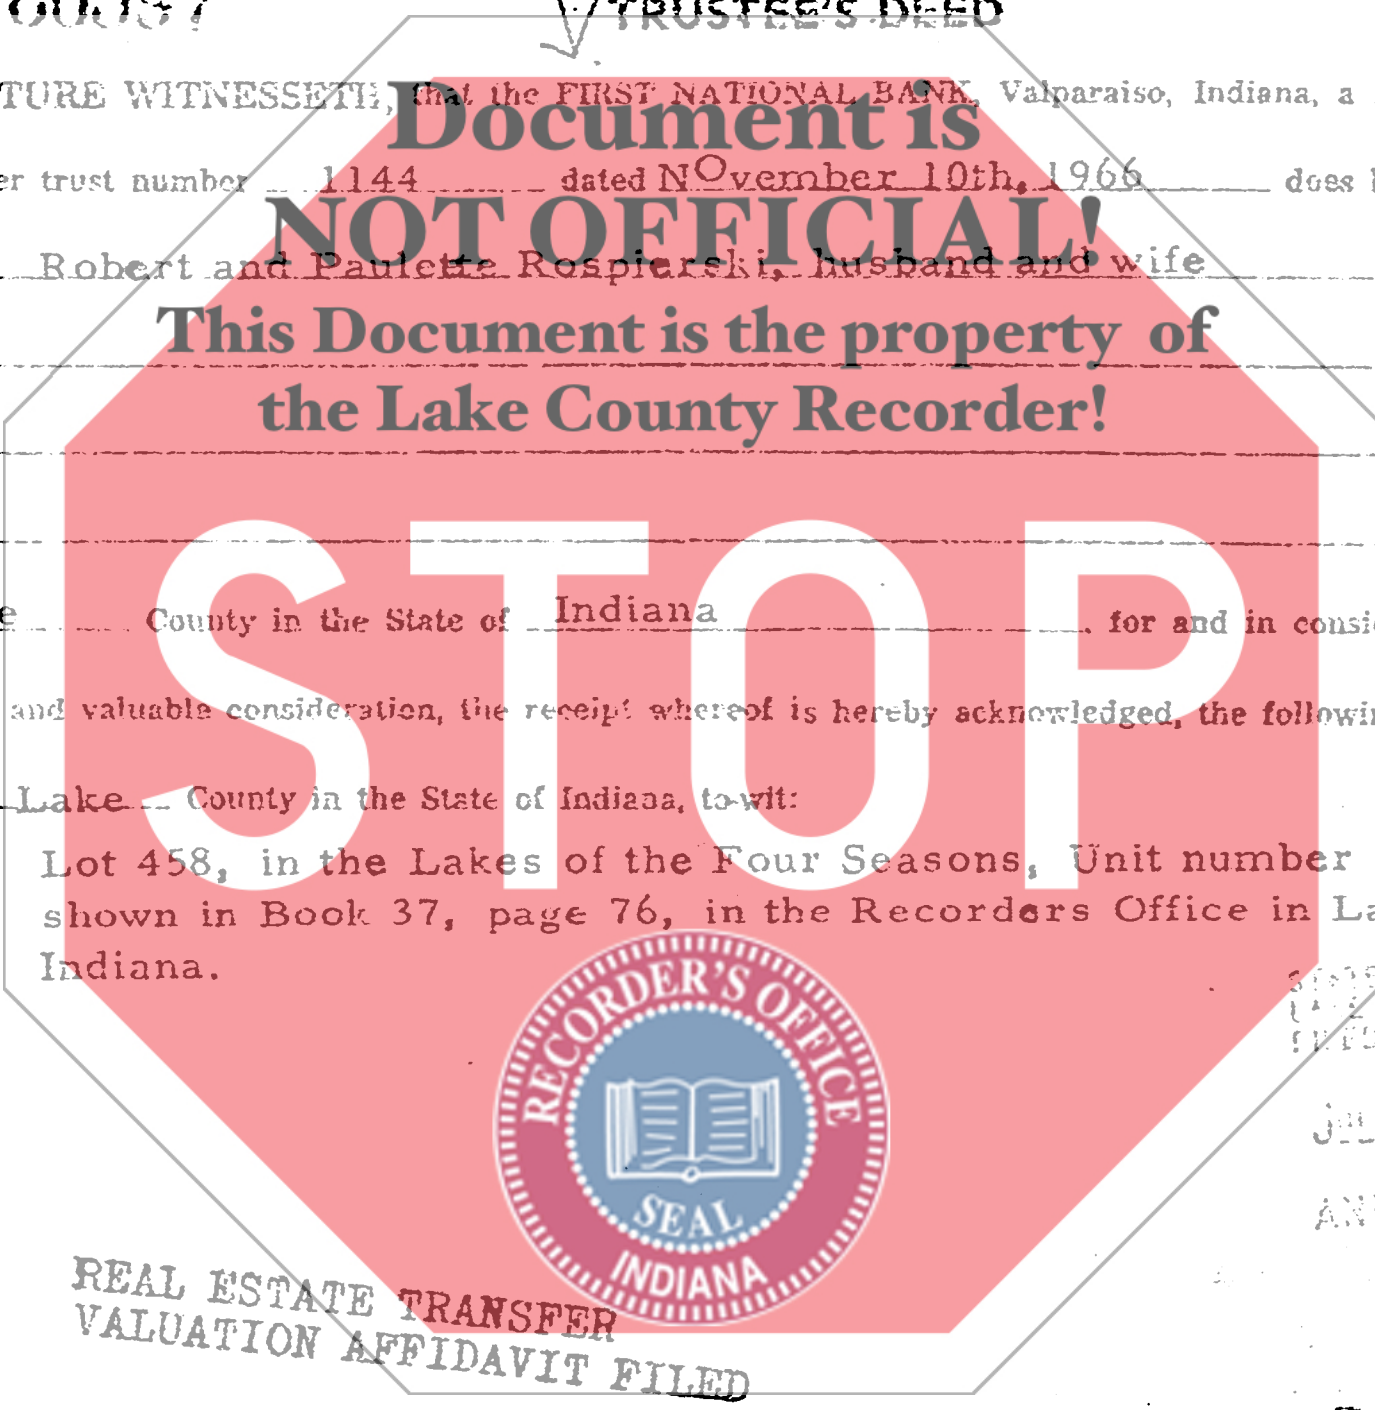 TRUSTEE'S DEED
TURE WITNESSETH, that the FIRST NATIONAL BANK, Valparaiso, Indiana, a
er trust number 1144 dated NOvember 10th, 1966 does
Robert and Paulette Rospierski, husband and wife
Document is
NOT OFFICIAL!
This Document is the property of
the Lake County Recorder!
STOP
County in the State of Indiana, for and in consi
and valuable consideration, the receipt whereof is hereby acknowledged, the followin
Lake County in the State of Indiana, to-wit:
Lot 458, in the Lakes of the Four Seasons, Unit number
shown in Book 37, page 76, in the Recorders Office in La
Indiana.
RECORDER'S OFFICE
SEAL
INDIANA
REAL ESTATE TRANSFER
VALUATION AFFIDAVIT FILED